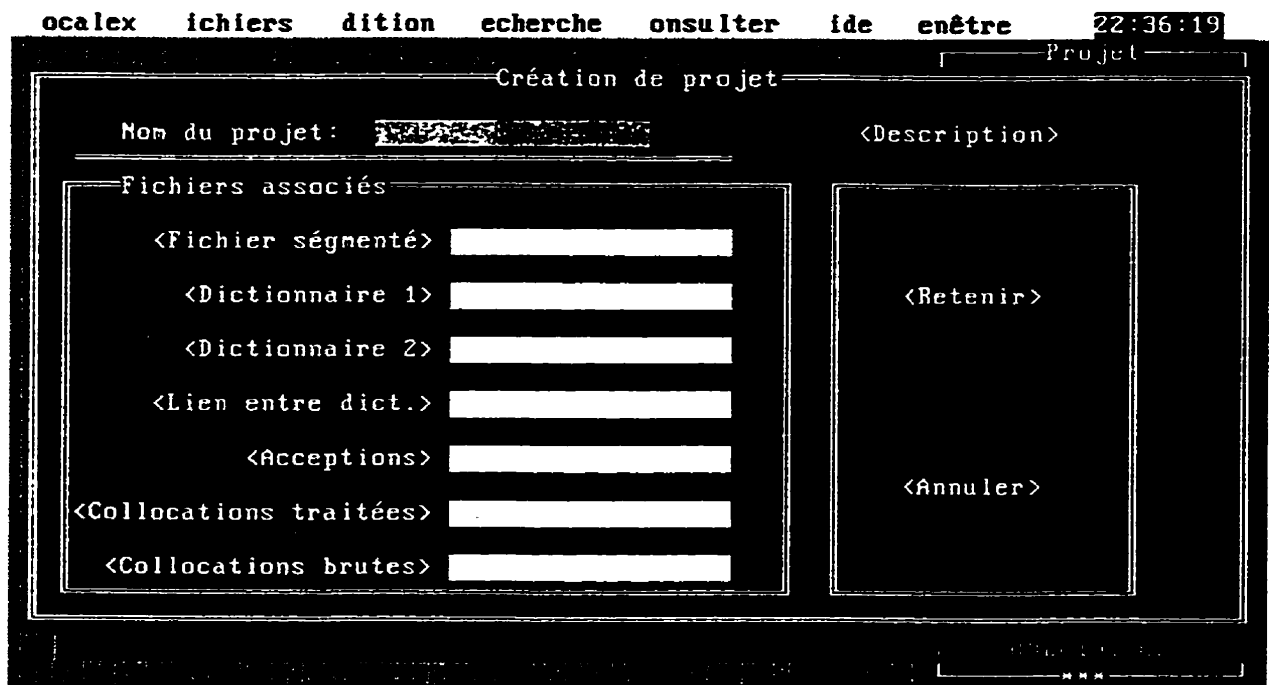 ocalex ichiers dition echerche onsulter ide enêtre 22:36:19
Projet
Création de projet
Nom du projet: <Description>
Fichiers associés
<Fichier ségmenté>
<Dictionnaire 1> <Retenir>
<Dictionnaire 2>
<Lien entre dict.>
<Acceptions>
<Annuler>
<Collocations traitées>
<Collocations brutes>
***